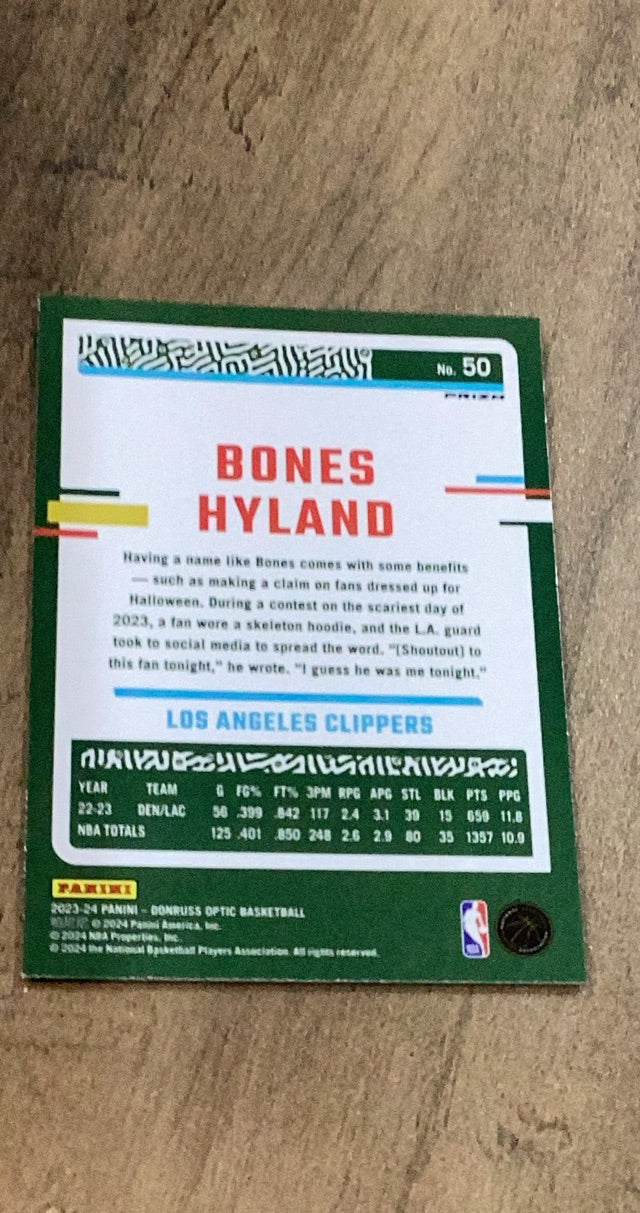 No. 50
PRIZM
BONES
HYLAND
Having a name like Bones comes with some benefits
— such as making a claim on fans dressed up for
Halloween. During a contest on the scariest day of
2023, a fan wore a skeleton hoodie, and the L.A. guard
took to social media to spread the word. "[Shoutout] to
this fan tonight," he wrote. "I guess he was me tonight."
LOS ANGELES CLIPPERS
YEAR TEAM G FG% FT% 3PM RPG APG STL BLK PTS PPG
22-23 DEN/LAC 56 .399 .842 117 2.4 3.1 39 15 659 11.8
NBA TOTALS 125 .401 .850 248 2.6 2.9 80 35 1357 10.9
PANINI
2023-24 PANINI – DONRUSS OPTIC BASKETBALL
© 2024 Panini America, Inc.
© 2024 NBA Properties, Inc.
© 2024 the National Basketball Players Association. All rights reserved.
NBA